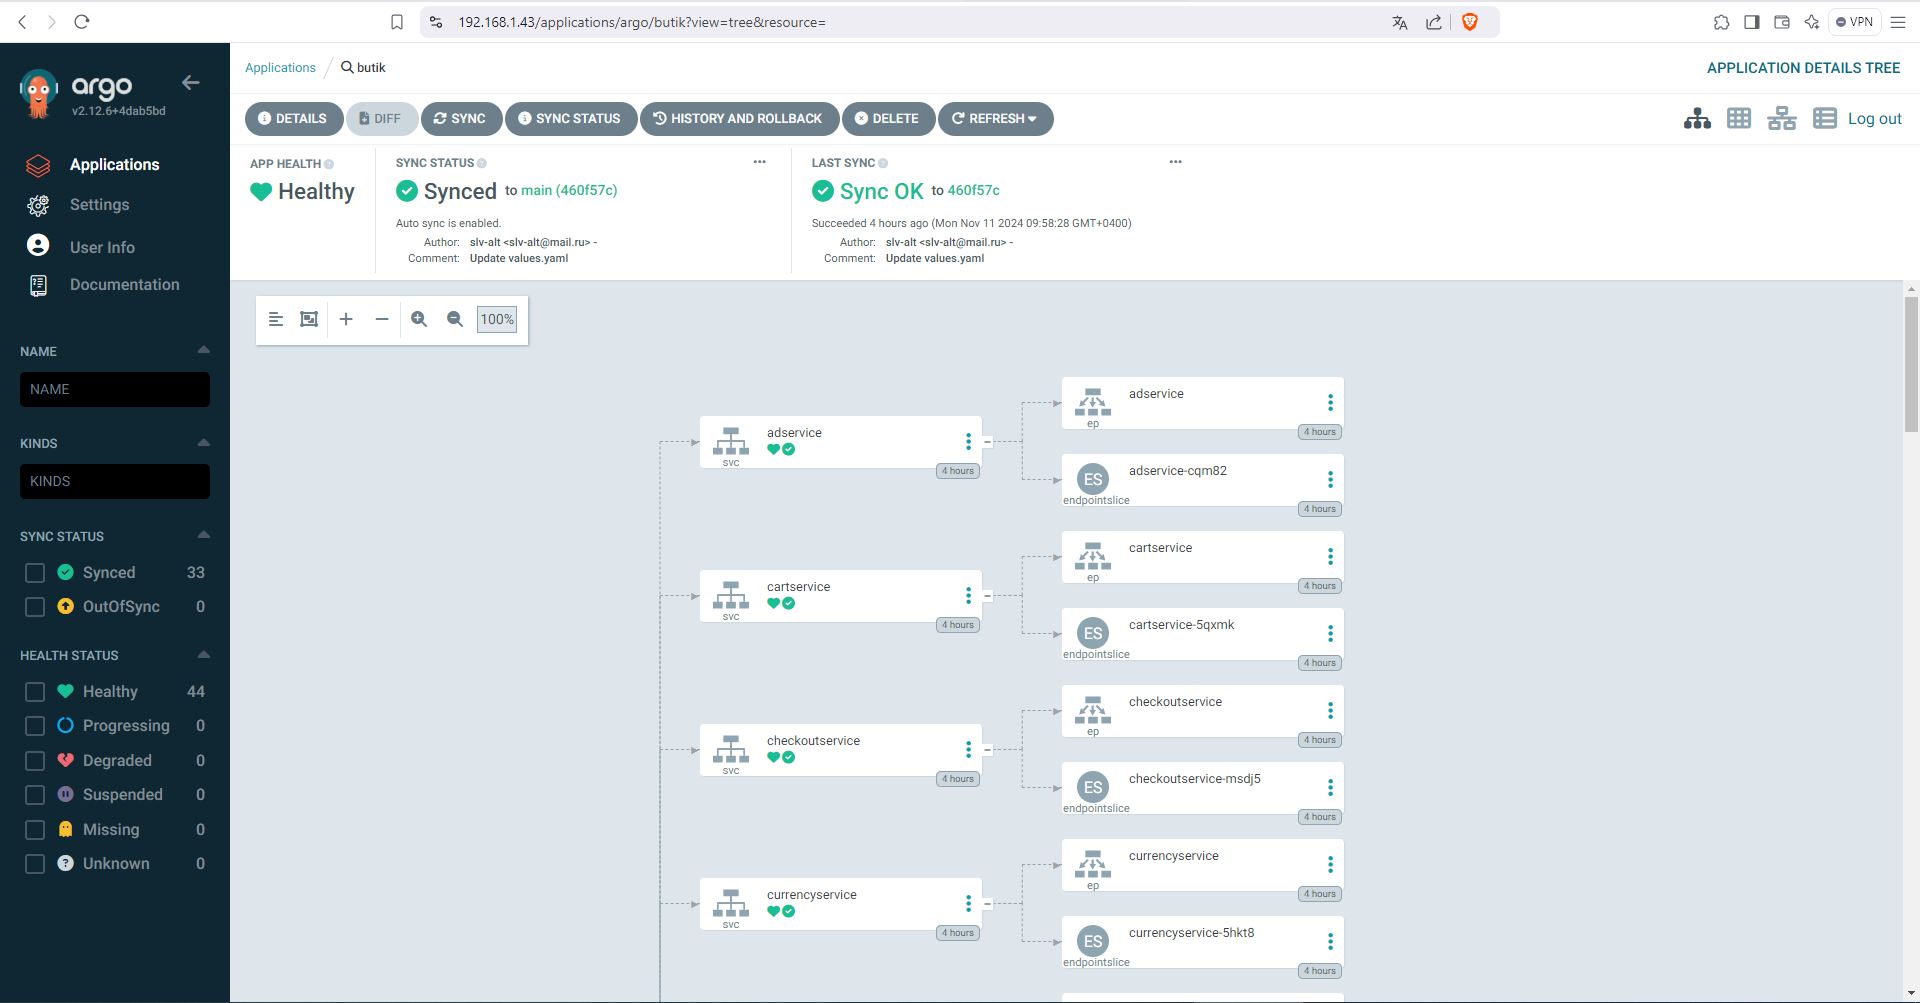 192.168.1.43/applications/argo/butik?view=tree&resource=
VPN
argo
v2.12.6+4dab5bd
Applications
Settings
User Info
Documentation
NAME
NAME
KINDS
KINDS
SYNC STATUS
Synced 33
OutOfSync 0
HEALTH STATUS
Healthy 44
Progressing 0
Degraded 0
Suspended 0
Missing 0
Unknown 0
Applications / butik
APPLICATION DETAILS TREE
DETAILS DIFF SYNC SYNC STATUS HISTORY AND ROLLBACK DELETE REFRESH
Log out
APP HEALTH
Healthy
SYNC STATUS
Synced to main (460f57c)
Auto sync is enabled.
Author: slv-alt <slv-alt@mail.ru> -
Comment: Update values.yaml
LAST SYNC
Sync OK to 460f57c
Succeeded 4 hours ago (Mon Nov 11 2024 09:58:28 GMT+0400)
Author: slv-alt <slv-alt@mail.ru> -
Comment: Update values.yaml
100%
adservice
svc
4 hours
adservice
ep
4 hours
ES
adservice-cqm82
endpointslice
4 hours
cartservice
svc
4 hours
cartservice
ep
4 hours
ES
cartservice-5qxmk
endpointslice
4 hours
checkoutservice
svc
4 hours
checkoutservice
ep
4 hours
ES
checkoutservice-msdj5
endpointslice
4 hours
currencyservice
svc
4 hours
currencyservice
ep
4 hours
ES
currencyservice-5hkt8
endpointslice
4 hours